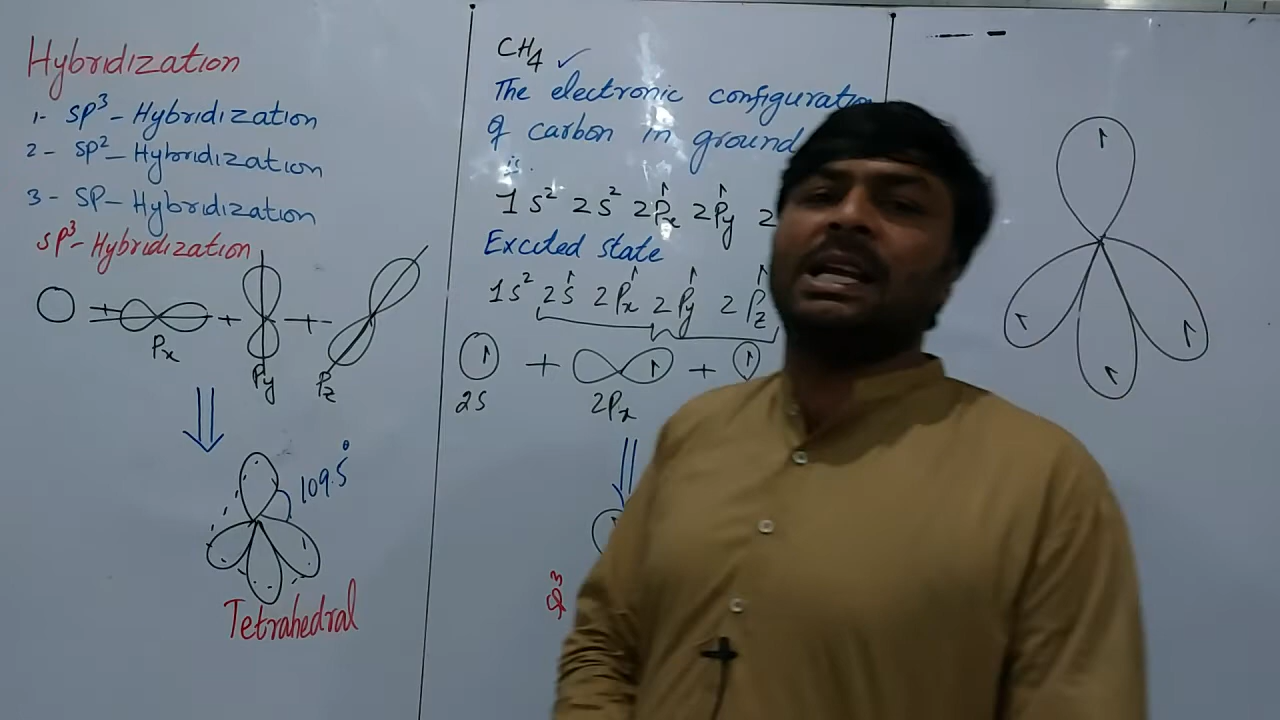 Hybridization
1- SP³-Hybridization
2- SP²-Hybridization
3- SP-Hybridization
SP³-Hybridization
+ + +
Px
Py
Pz
109.5°
Tetrahedral
CH4 ✓
The electronic configuration
of carbon in ground
is
1s² 2s² 2Px 2Py 2
Excited state
1s² 2s 2Px 2Py 2Pz
+ +
2s
2Px